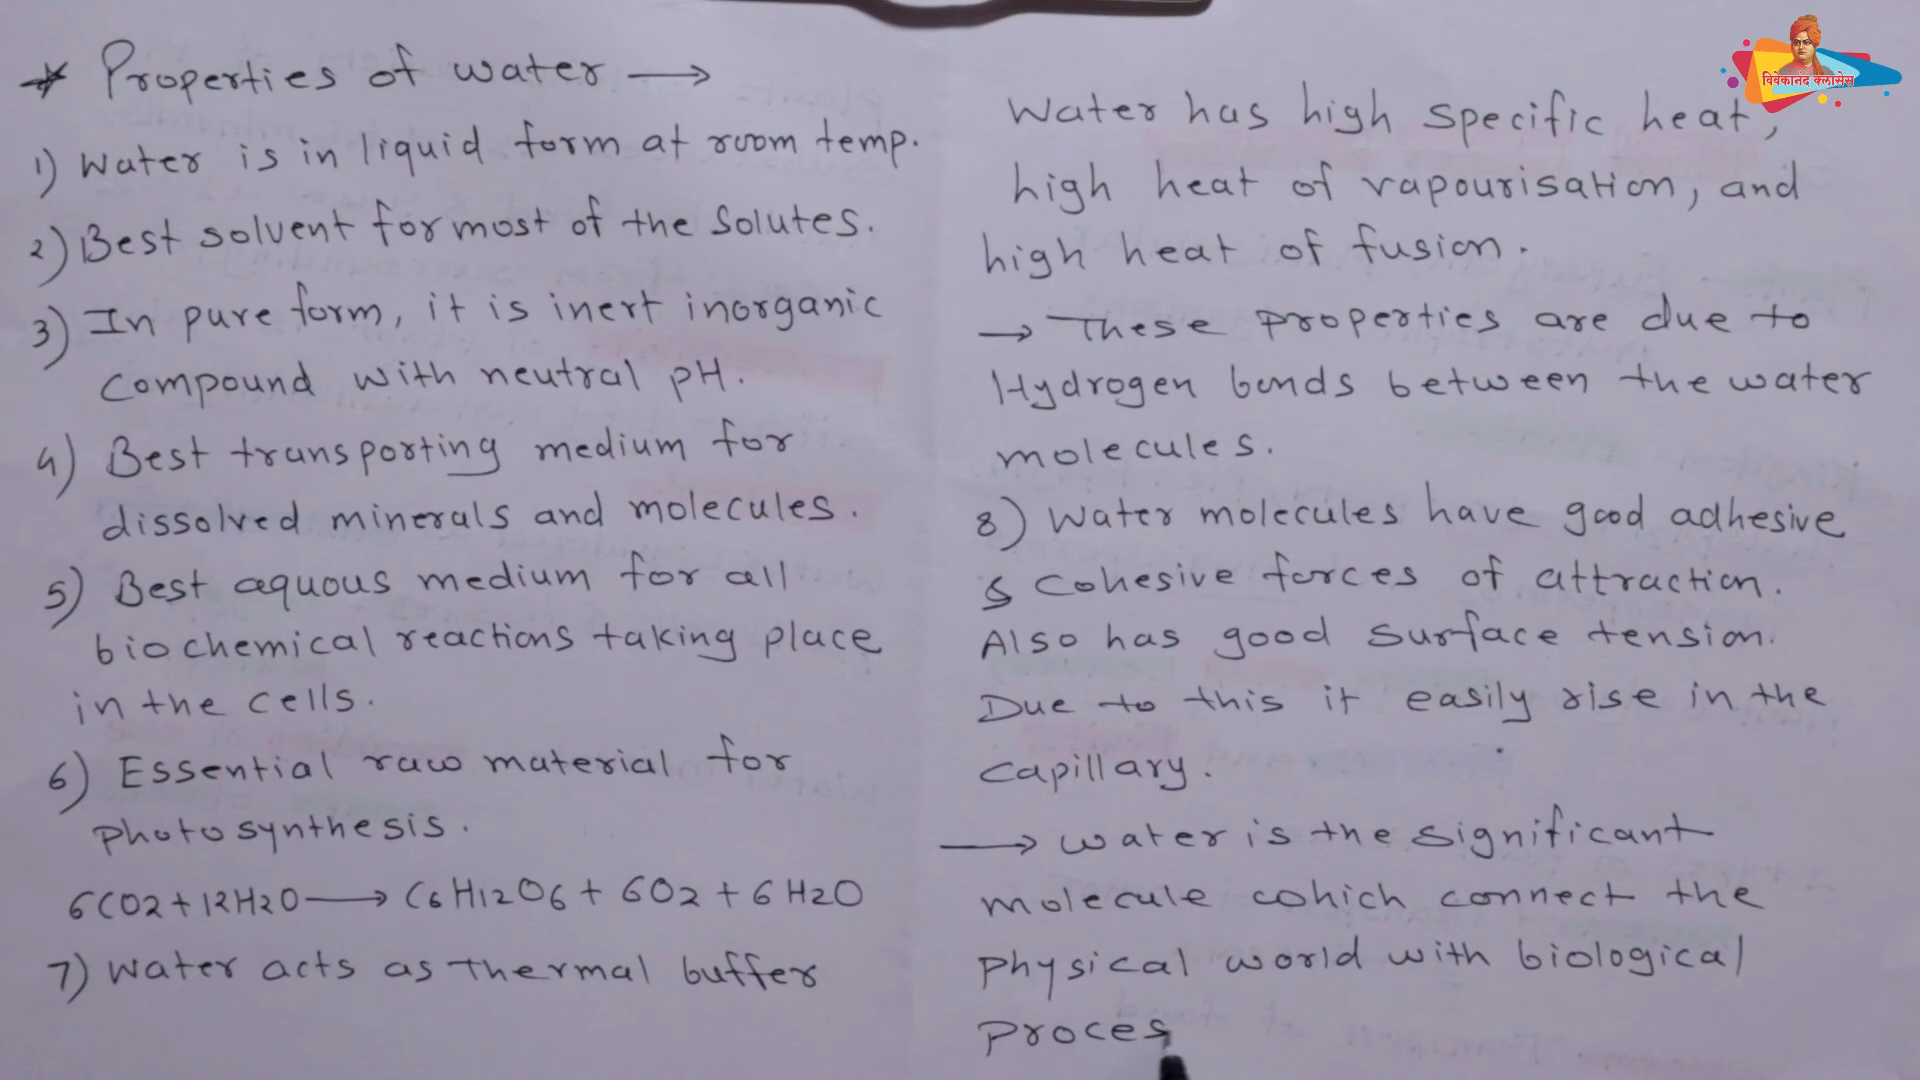 * Properties of water →
1) Water is in liquid form at room temp.
2) Best solvent for most of the solutes.
3) In pure form, it is inert inorganic
compound with neutral pH.
4) Best transporting medium for
dissolved minerals and molecules.
5) Best aquous medium for all
biochemical reactions taking place
in the cells.
6) Essential raw material for
photosynthesis.
6CO2 + 12H2O → C6H12O6 + 6O2 + 6H2O
7) Water acts as thermal buffer
Water has high specific heat,
high heat of vapourisation, and
high heat of fusion.
→ These properties are due to
Hydrogen bonds between the water
molecules.
8) Water molecules have good adhesive
& cohesive forces of attraction.
Also has good surface tension.
Due to this it easily rise in the
capillary.
→ water is the significant
molecule which connect the
physical world with biological
proces
विवेकानंद क्लासेस